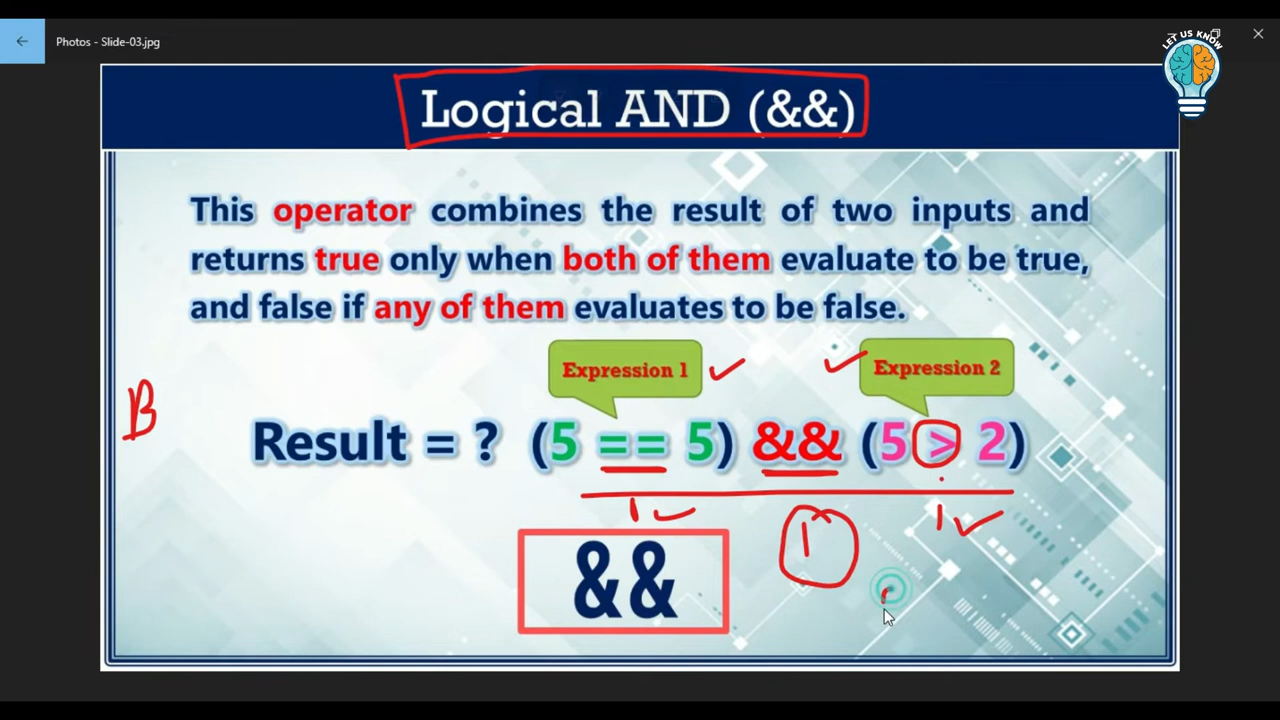 Photos - Slide-03.jpg
LET US KNOW
Logical AND (&&)
This operator combines the result of two inputs and
returns true only when both of them evaluate to be true,
and false if any of them evaluates to be false.
Expression 1
Expression 2
B
Result = ? (5 == 5) && (5 > 2)
1
1
1
&&